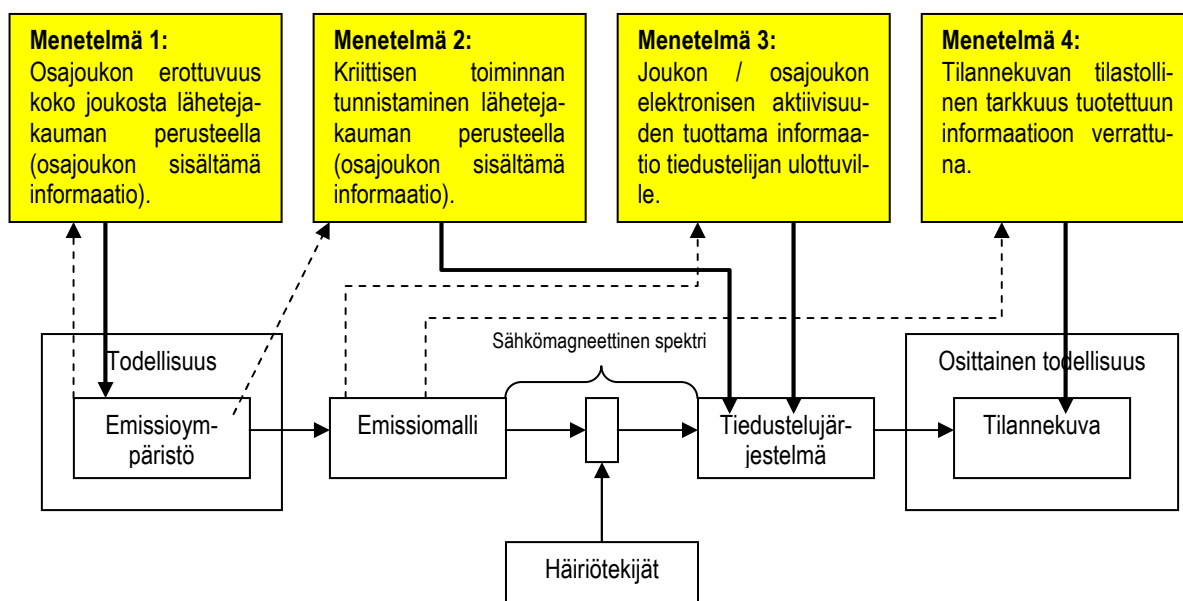 Menetelmä 1:
Osajoukon erottuvuus
koko joukosta läheteja-
kauman perusteella
(osajoukon sisältämä
informaatio).
Menetelmä 2:
Kriittisen toiminnan
tunnistaminen läheteja-
kauman perusteella
(osajoukon sisältämä
informaatio).
Menetelmä 3:
Joukon / osajoukon
elektronisen aktiivisuu-
den tuottama informaa-
tio tiedustelijan ulottuvil-
le.
Menetelmä 4:
Tilannekuvan tilastolli-
nen tarkkuus tuotettuun
informaatioon verrattu-
na.
Sähkömagneettinen spektri
Todellisuus
Emissioym-
päristö
Emissiomalli
Tiedustelujär-
jestelmä
Osittainen todellisuus
Tilannekuva
Häiriötekijät